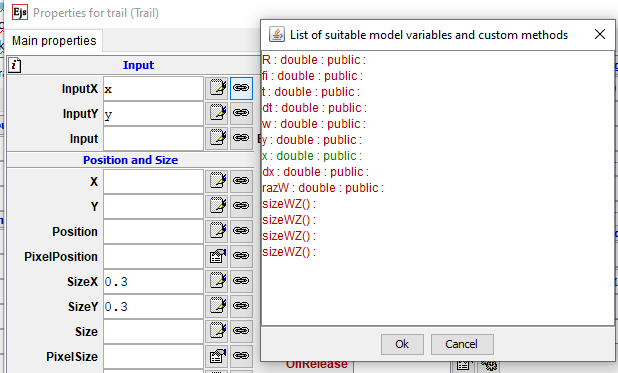 Ejs Properties for trail (Trail)
Main properties
Input
InputX x
InputY y
Input
Position and Size
X
Y
Position
PixelPosition
SizeX 0.3
SizeY 0.3
Size
PixelSize
List of suitable model variables and custom methods
R : double : public :
fi : double : public :
t : double : public :
dt : double : public :
w : double : public :
y : double : public :
x : double : public :
dx : double : public :
razW : double : public :
sizeWZ() :
sizeWZ() :
sizeWZ() :
sizeWZ() :
Ok Cancel
OnRelease